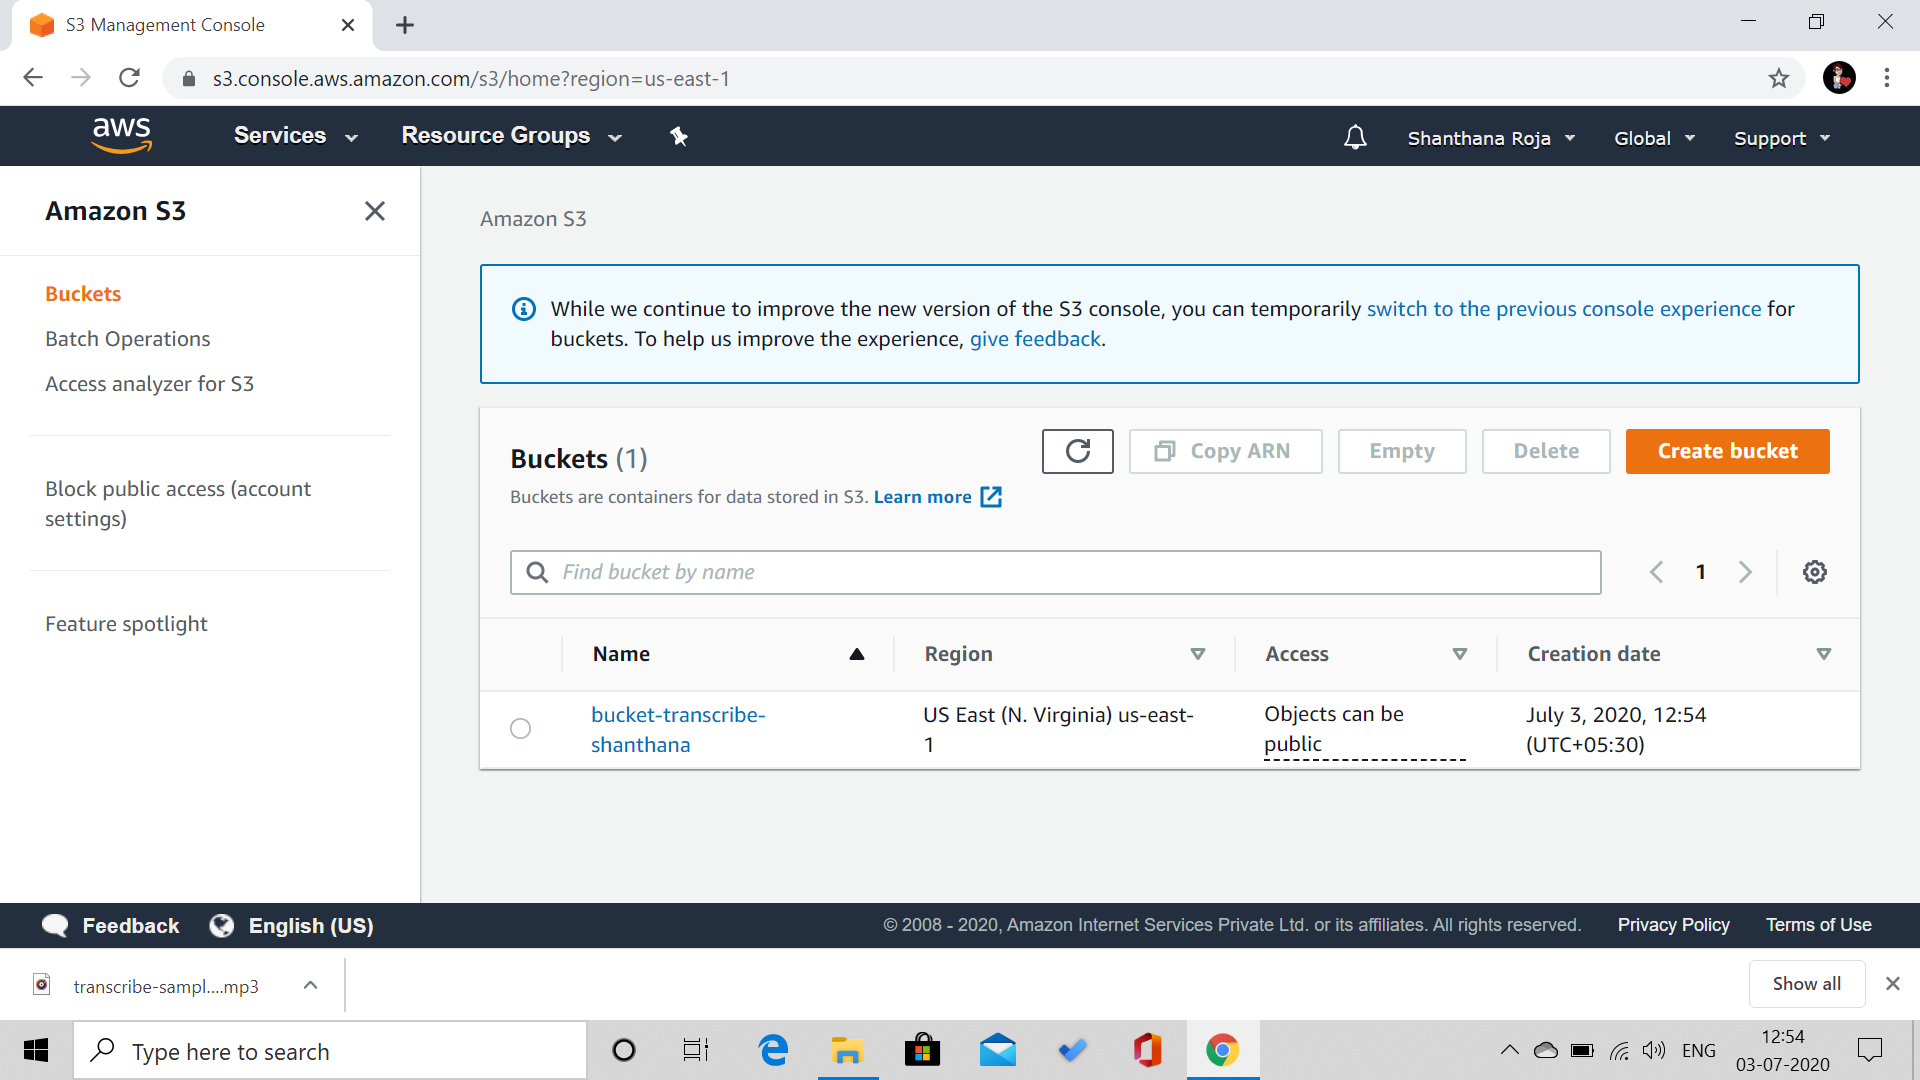 S3 Management Console
s3.console.aws.amazon.com/s3/home?region=us-east-1
aws
Services
Resource Groups
Shanthana Roja
Global
Support
Amazon S3
Buckets
Batch Operations
Access analyzer for S3
Block public access (account
settings)
Feature spotlight
Amazon S3
While we continue to improve the new version of the S3 console, you can temporarily switch to the previous console experience for
buckets. To help us improve the experience, give feedback.
Buckets (1)
Copy ARN
Empty
Delete
Create bucket
Buckets are containers for data stored in S3. Learn more
Find bucket by name
1
Name
Region
Access
Creation date
bucket-transcribe-
shanthana
US East (N. Virginia) us-east-
1
Objects can be
public
July 3, 2020, 12:54
(UTC+05:30)
Feedback
English (US)
© 2008 - 2020, Amazon Internet Services Private Ltd. or its affiliates. All rights reserved.
Privacy Policy
Terms of Use
transcribe-sampl....mp3
Show all
Type here to search
ENG
12:54
03-07-2020